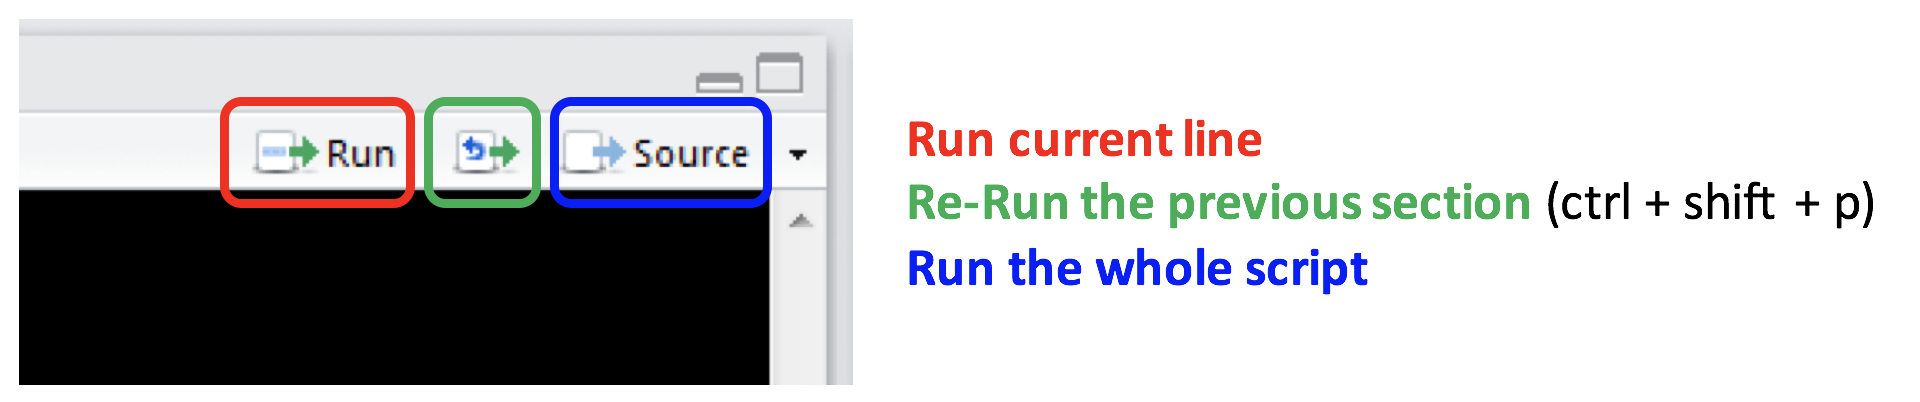 Run Source
Run current line
Re-Run the previous section (ctrl + shift + p)
Run the whole script